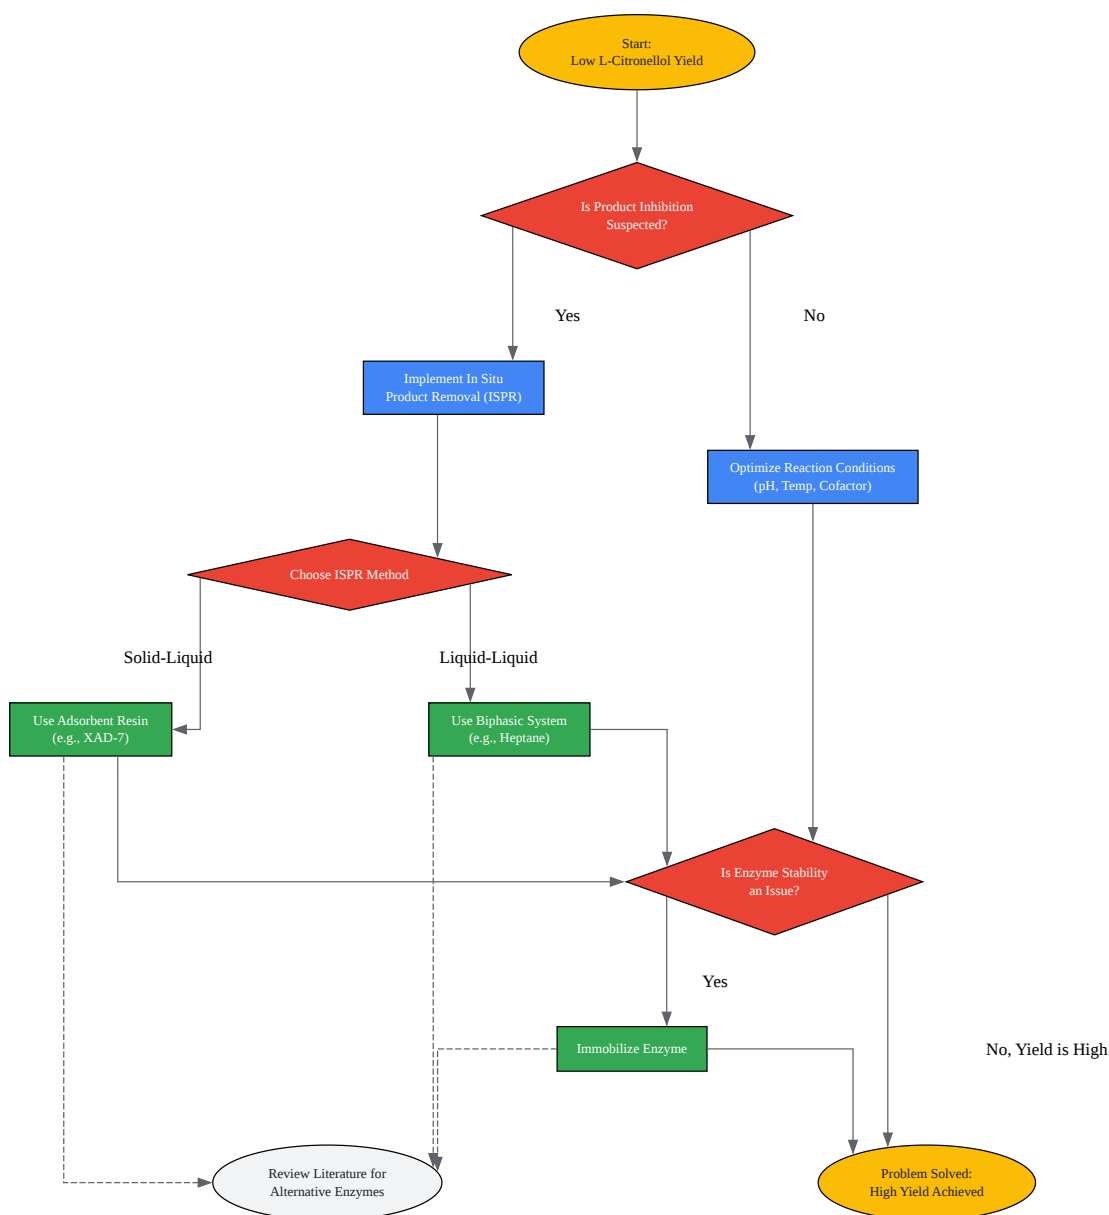 Start:
Low L-Citronellol Yield
Is Product Inhibition
Suspected?
Yes
No
Implement In Situ
Product Removal (ISPR)
Optimize Reaction Conditions
(pH, Temp, Cofactor)
Choose ISPR Method
Solid-Liquid
Liquid-Liquid
Use Adsorbent Resin
(e.g., XAD-7)
Use Biphasic System
(e.g., Heptane)
Is Enzyme Stability
an Issue?
Yes
Immobilize Enzyme
No, Yield is High
Review Literature for
Alternative Enzymes
Problem Solved:
High Yield Achieved